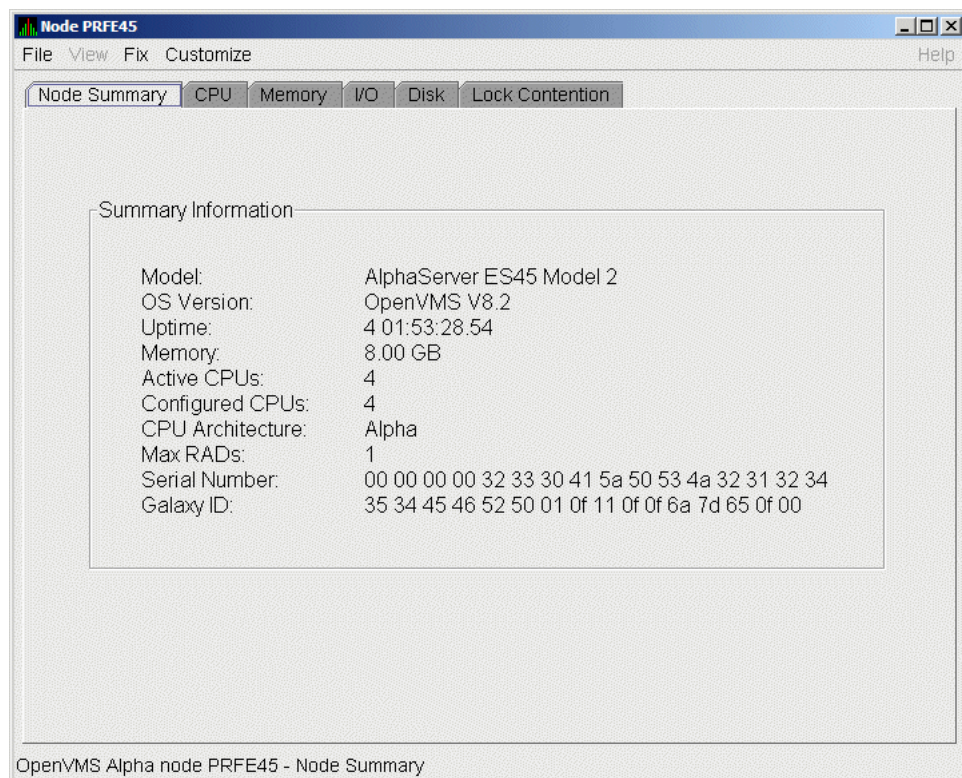 Node PRFE45
File View Fix Customize Help
Node Summary CPU Memory I/O Disk Lock Contention
Summary Information
Model: AlphaServer ES45 Model 2
OS Version: OpenVMS V8.2
Uptime: 4 01:53:28.54
Memory: 8.00 GB
Active CPUs: 4
Configured CPUs: 4
CPU Architecture: Alpha
Max RADs: 1
Serial Number: 00 00 00 00 32 33 30 41 5a 50 53 4a 32 31 32 34
Galaxy ID: 35 34 45 46 52 50 01 0f 11 0f 0f 6a 7d 65 0f 00
OpenVMS Alpha node PRFE45 - Node Summary